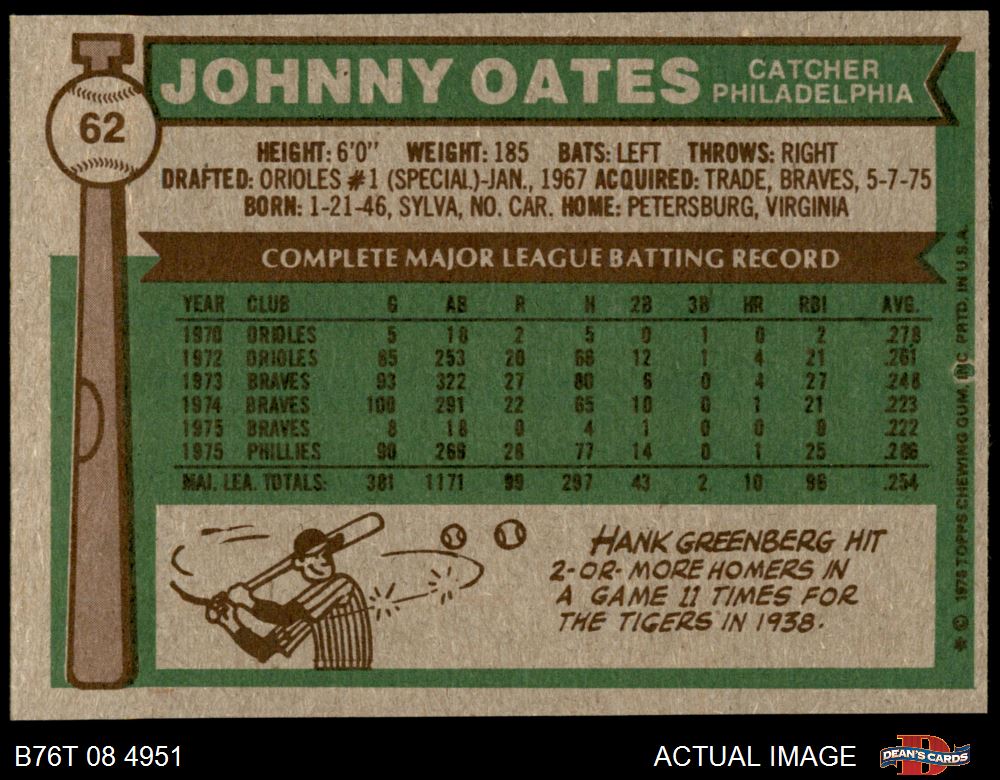 JOHNNY OATES
CATCHER
PHILADELPHIA
62
HEIGHT: 6'0" WEIGHT: 185 BATS: LEFT THROWS: RIGHT
DRAFTED: ORIOLES #1 (SPECIAL)-JAN., 1967 ACQUIRED: TRADE, BRAVES, 5-7-75
BORN: 1-21-46, SYLVA, NO. CAR. HOME: PETERSBURG, VIRGINIA
COMPLETE MAJOR LEAGUE BATTING RECORD
YEAR CLUB G AB R H 2B 3B HR RBI AVG.
1970 ORIOLES 5 18 2 5 0 1 0 2 .278
1972 ORIOLES 85 253 20 66 12 1 4 21 .261
1973 BRAVES 93 322 27 80 6 0 4 27 .248
1974 BRAVES 100 291 22 65 10 0 1 21 .223
1975 BRAVES 8 18 0 4 1 0 0 0 .222
1975 PHILLIES 90 269 28 77 14 0 1 25 .286
MAJ. LEA. TOTALS: 381 1171 99 297 43 2 10 96 .254
HANK GREENBERG HIT
2-OR-MORE HOMERS IN
A GAME 11 TIMES FOR
THE TIGERS IN 1938.
* © 1976 TOPPS CHEWING GUM, INC. PRTD. IN U.S.A.
B76T 08 4951
ACTUAL IMAGE
D
DEAN'S CARDS